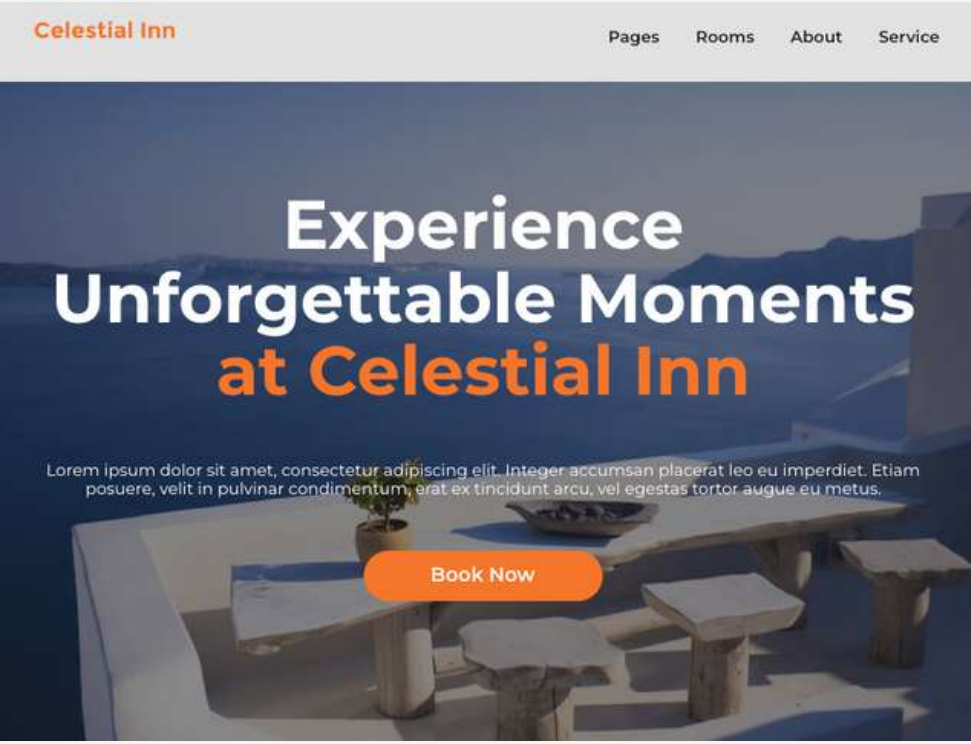 Celestial Inn
Pages Rooms About Service
Experience
Unforgettable Moments
at Celestial Inn
Lorem ipsum dolor sit amet, consectetur adipiscing elit. Integer accumsan placerat leo eu imperdiet. Etiam
posuere, velit in pulvinar condimentum, erat ex tincidunt arcu, vel egestas tortor augue eu metus.
Book Now